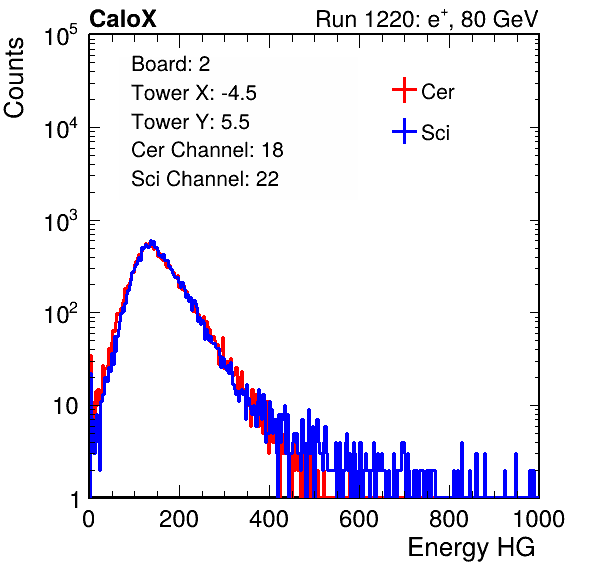 CaloX Run 1220: e⁺, 80 GeV
Counts
10⁵
10⁴
10³
10²
10
1
Board: 2
Tower X: -4.5
Tower Y: 5.5
Cer Channel: 18
Sci Channel: 22
Cer
Sci
0 200 400 600 800 1000
Energy HG